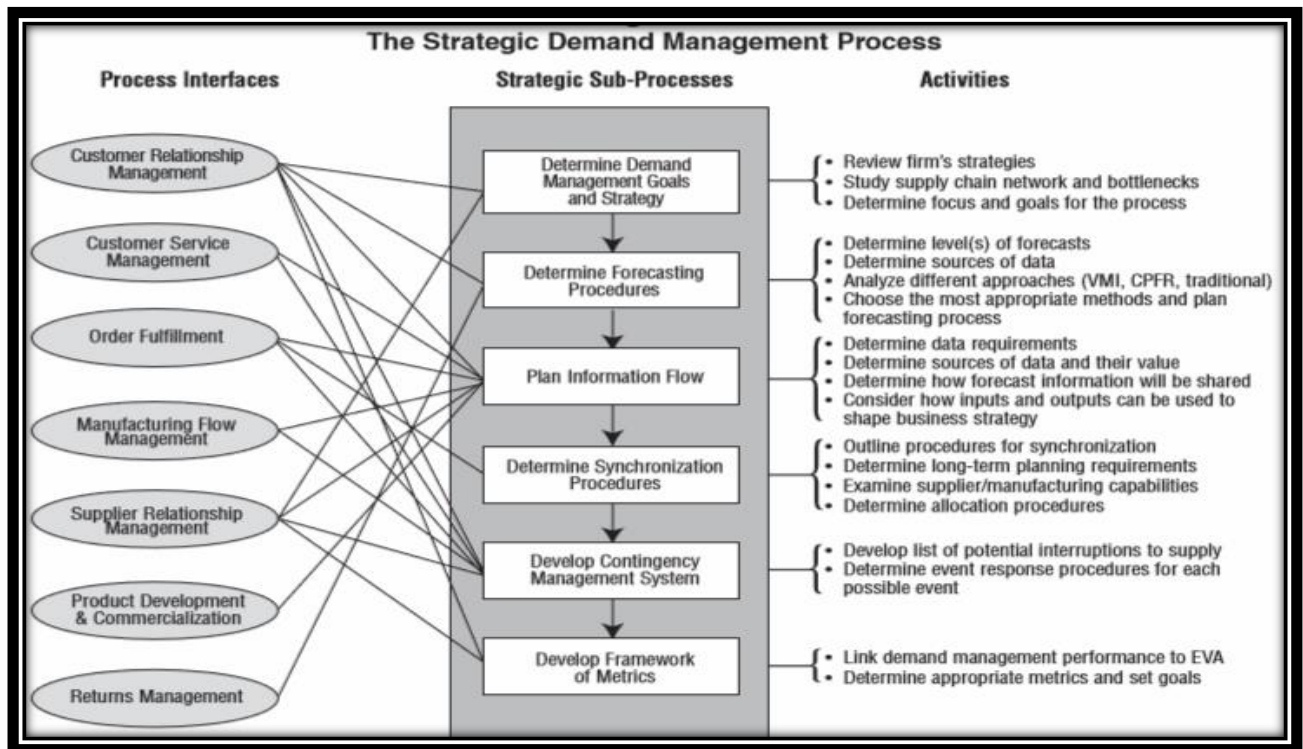 The Strategic Demand Management Process
Process Interfaces
Strategic Sub-Processes
Activities
Customer Relationship
Management
Customer Service
Management
Order Fulfillment
Manufacturing Flow
Management
Supplier Relationship
Management
Product Development
& Commercialization
Returns Management
Determine Demand
Management Goals
and Strategy
Determine Forecasting
Procedures
Plan Information Flow
Determine Synchronization
Procedures
Develop Contingency
Management System
Develop Framework
of Metrics
• Review firm's strategies
• Study supply chain network and bottlenecks
• Determine focus and goals for the process
• Determine level(s) of forecasts
• Determine sources of data
• Analyze different approaches (VMI, CPFR, traditional)
• Choose the most appropriate methods and plan
forecasting process
• Determine data requirements
• Determine sources of data and their value
• Determine how forecast information will be shared
• Consider how inputs and outputs can be used to
shape business strategy
• Outline procedures for synchronization
• Determine long-term planning requirements
• Examine supplier/manufacturing capabilities
• Determine allocation procedures
• Develop list of potential interruptions to supply
• Determine event response procedures for each
possible event
• Link demand management performance to EVA
• Determine appropriate metrics and set goals